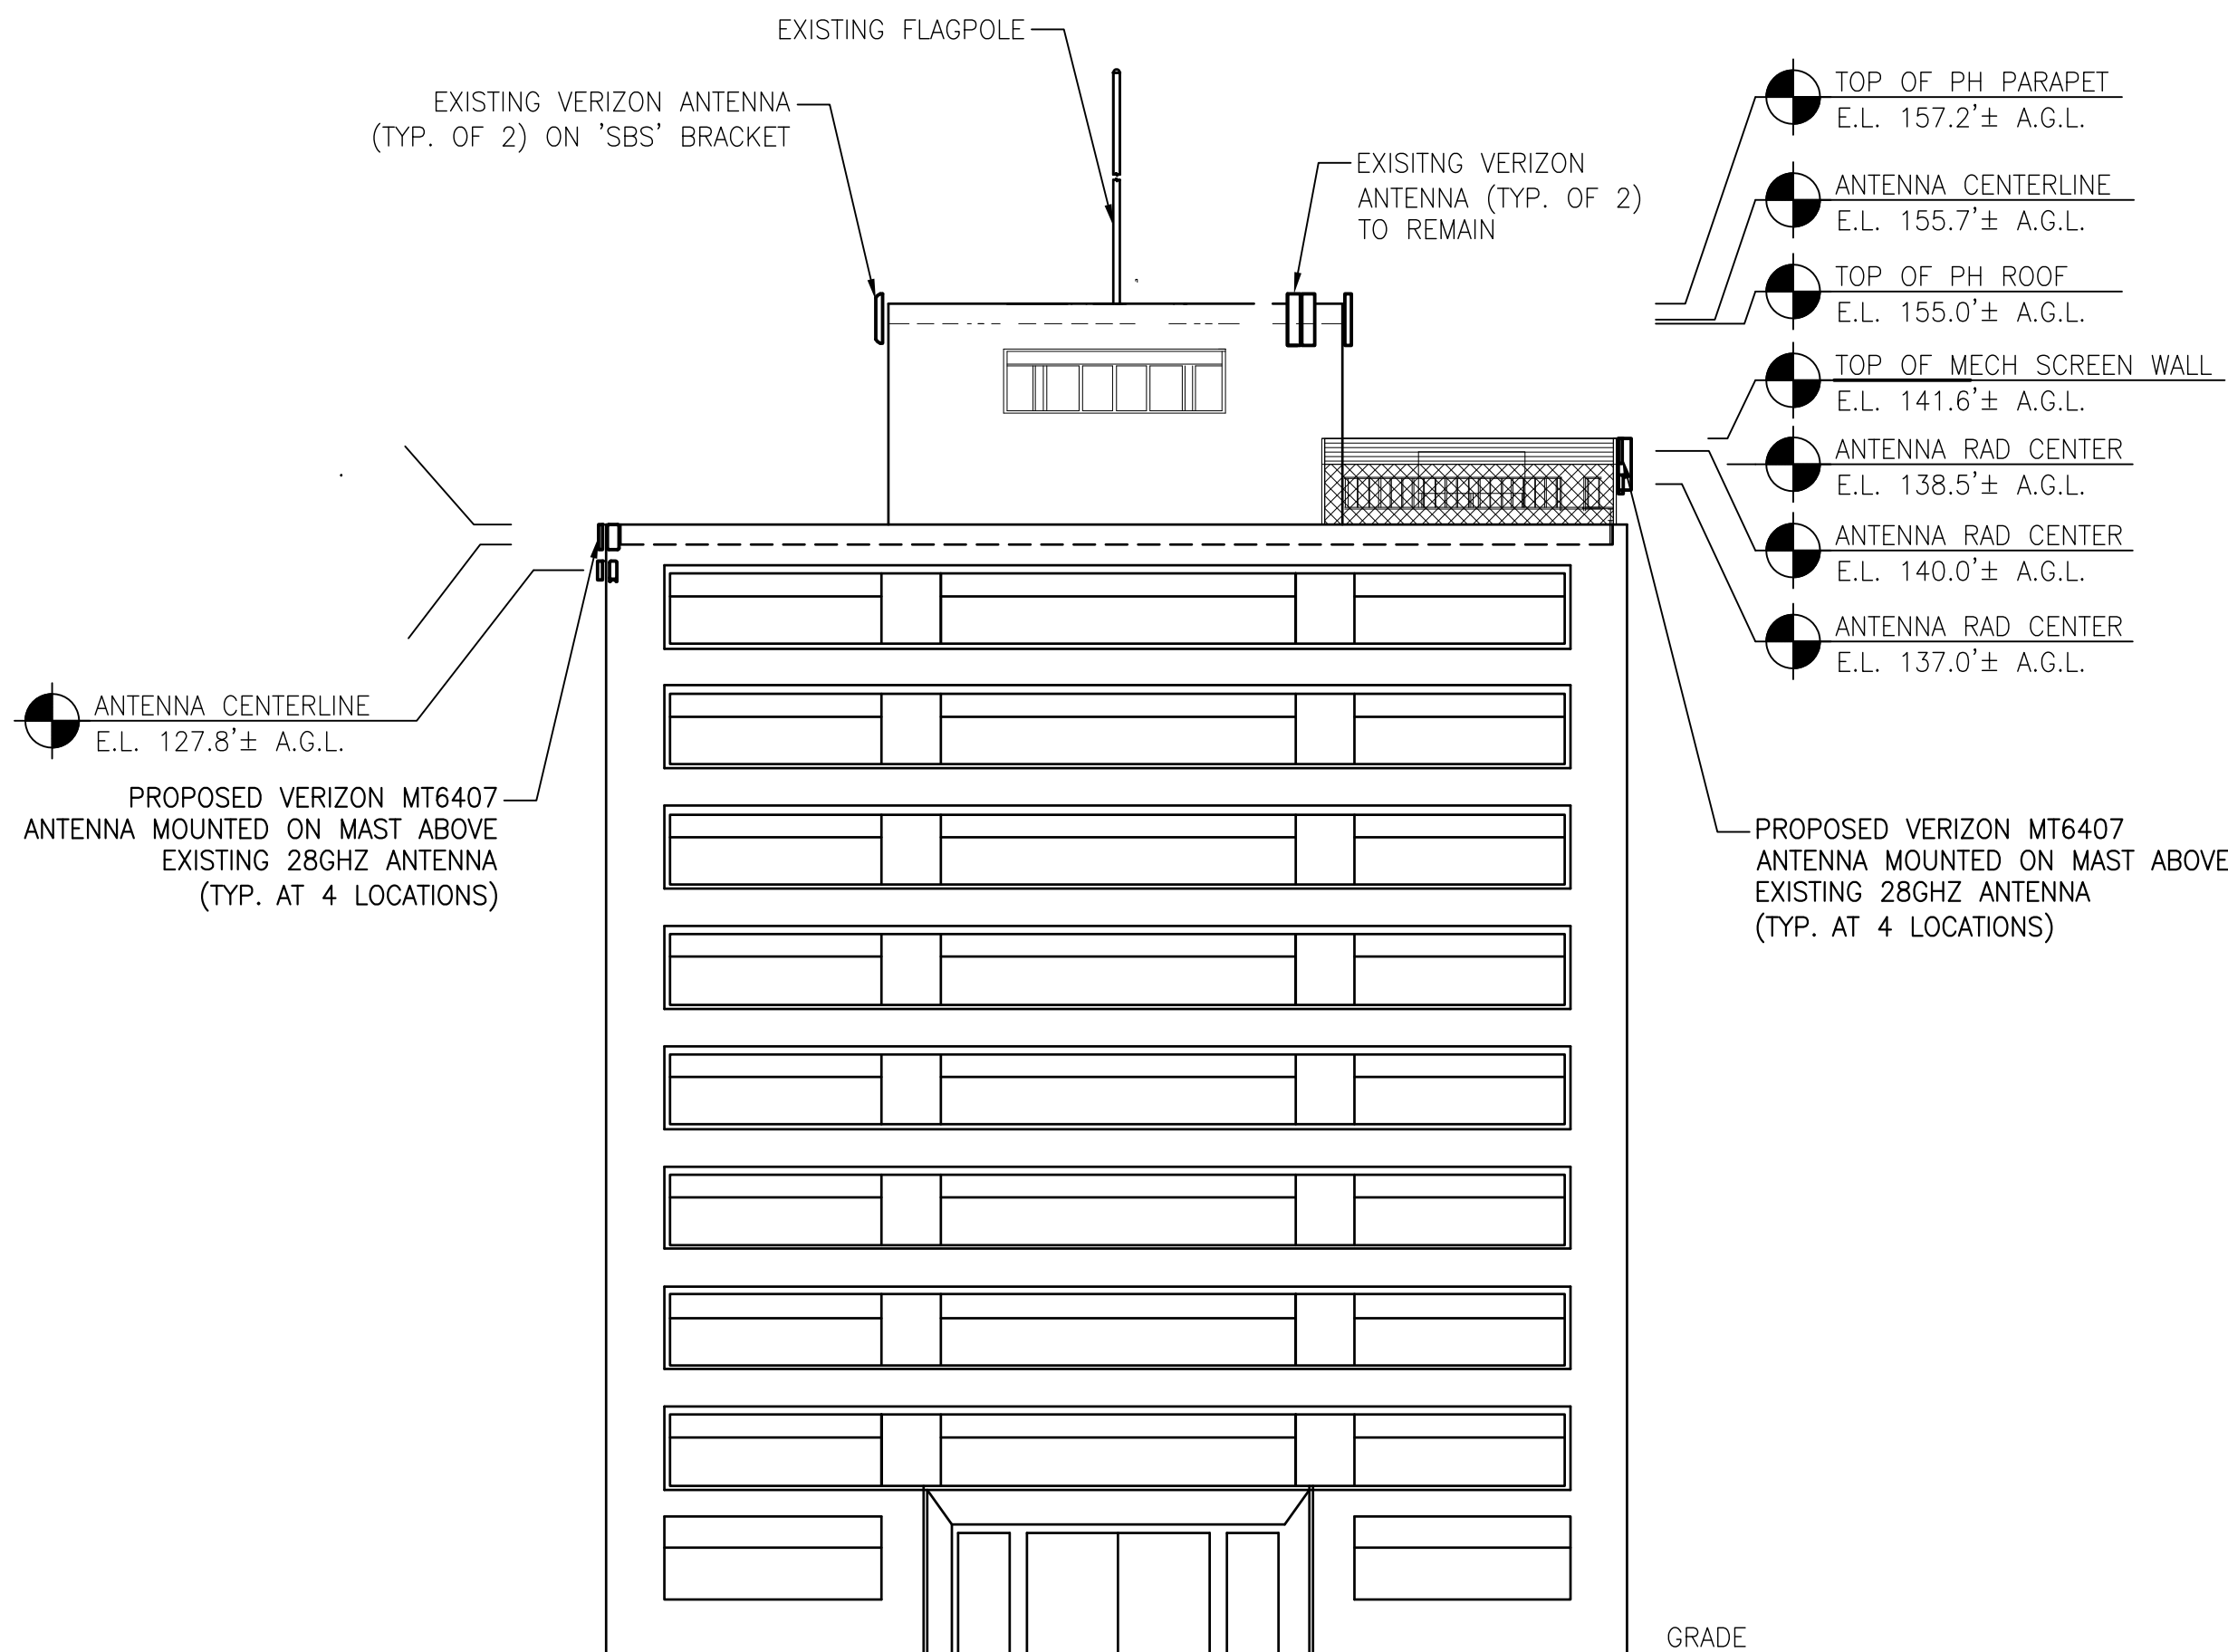 EXISTING FLAGPOLE
EXISTING VERIZON ANTENNA
(TYP. OF 2) ON 'SBS' BRACKET
EXISITNG VERIZON
ANTENNA (TYP. OF 2)
TO REMAIN
TOP OF PH PARAPET
E.L. 157.2'± A.G.L.
ANTENNA CENTERLINE
E.L. 155.7'± A.G.L.
TOP OF PH ROOF
E.L. 155.0'± A.G.L.
TOP OF MECH SCREEN WALL
E.L. 141.6'± A.G.L.
ANTENNA RAD CENTER
E.L. 138.5'± A.G.L.
ANTENNA RAD CENTER
E.L. 140.0'± A.G.L.
ANTENNA RAD CENTER
E.L. 137.0'± A.G.L.
ANTENNA CENTERLINE
E.L. 127.8'± A.G.L.
PROPOSED VERIZON MT6407
ANTENNA MOUNTED ON MAST ABOVE
EXISTING 28GHZ ANTENNA
(TYP. AT 4 LOCATIONS)
PROPOSED VERIZON MT6407
ANTENNA MOUNTED ON MAST ABOVE
EXISTING 28GHZ ANTENNA
(TYP. AT 4 LOCATIONS)
GRADE